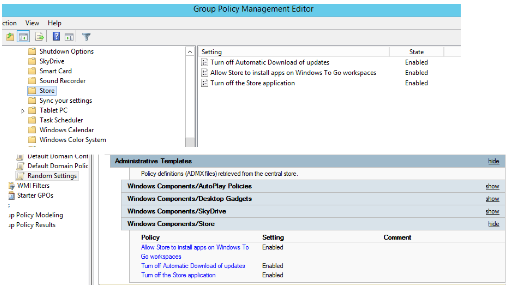 Group Policy Management Editor
ction View Help
Shutdown Options
SkyDrive
Smart Card
Sound Recorder
Store
Sync your settings
Tablet PC
Task Scheduler
Windows Calendar
Windows Color System
Setting State
Turn off Automatic Download of updates Enabled
Allow Store to install apps on Windows To Go workspaces Enabled
Turn off the Store application Enabled
Default Domain Cont
Default Domain Polic
Random Settings
WMI Filters
Starter GPOs
up Policy Modeling
up Policy Results
Administrative Templates hide
Policy definitions (ADMX files) retrieved from the central store.
Windows Components/AutoPlay Policies show
Windows Components/Desktop Gadgets show
Windows Components/SkyDrive show
Windows Components/Store hide
Policy Setting Comment
Allow Store to install apps on Windows To Enabled
Go workspaces
Turn off Automatic Download of updates Enabled
Turn off the Store application Enabled